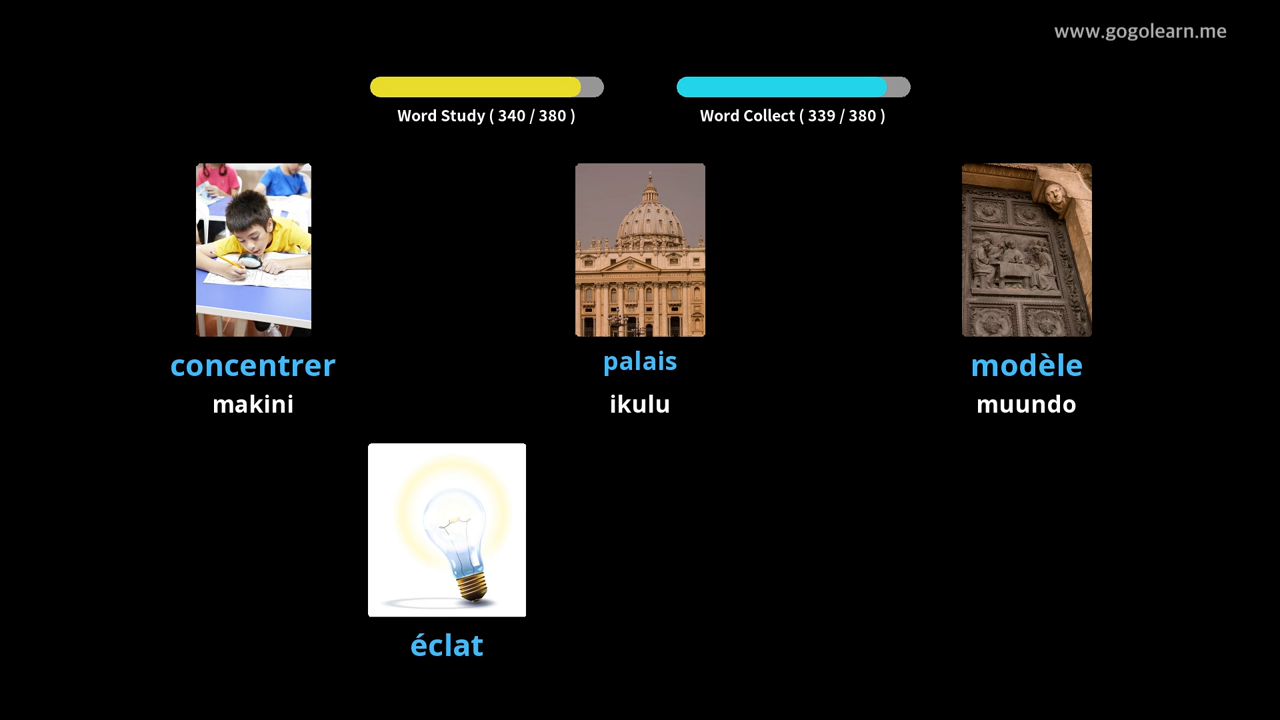 www.gogolearn.me
Word Study ( 340 / 380 )
Word Collect ( 339 / 380 )
concentrer
palais
modèle
makini
ikulu
muundo
éclat